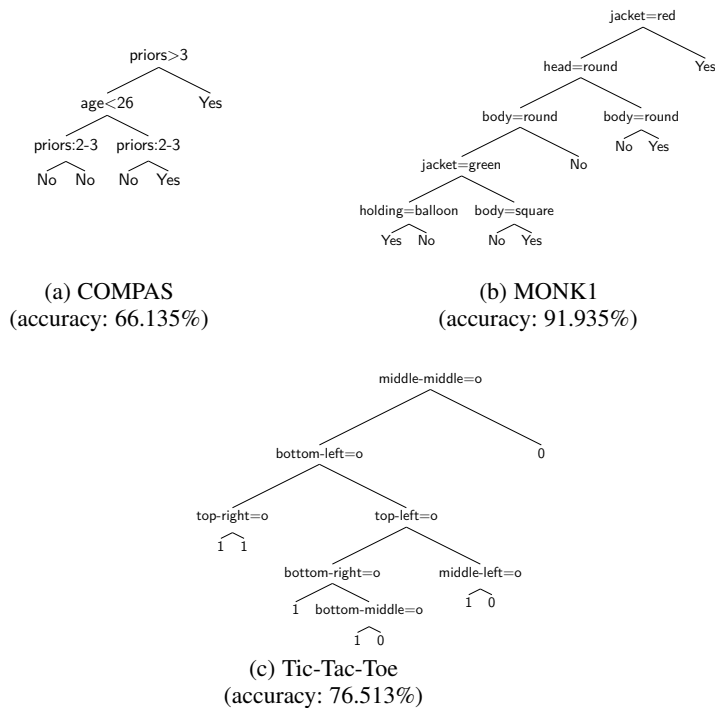 priors>3
age<26
Yes
priors:2-3
priors:2-3
No
No
No
Yes
(a) COMPAS
(accuracy: 66.135%)
jacket=red
head=round
Yes
body=round
body=round
No
Yes
jacket=green
No
holding=balloon
body=square
Yes
No
No
Yes
(b) MONK1
(accuracy: 91.935%)
middle-middle=o
bottom-left=o
0
top-right=o
top-left=o
1
1
bottom-right=o
middle-left=o
1
0
1
bottom-middle=o
1
0
(c) Tic-Tac-Toe
(accuracy: 76.513%)